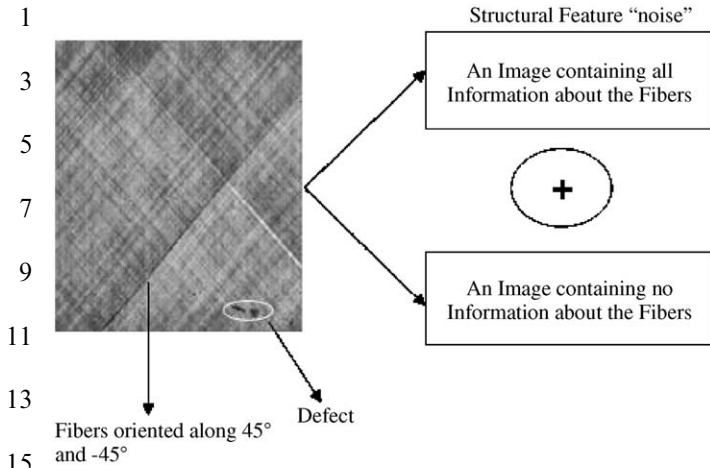 1
Structural Feature “noise”
3
An Image containing all
Information about the Fibers
5
7
+
9
An Image containing no
Information about the Fibers
11
13
Defect
Fibers oriented along 45°
and -45°
15